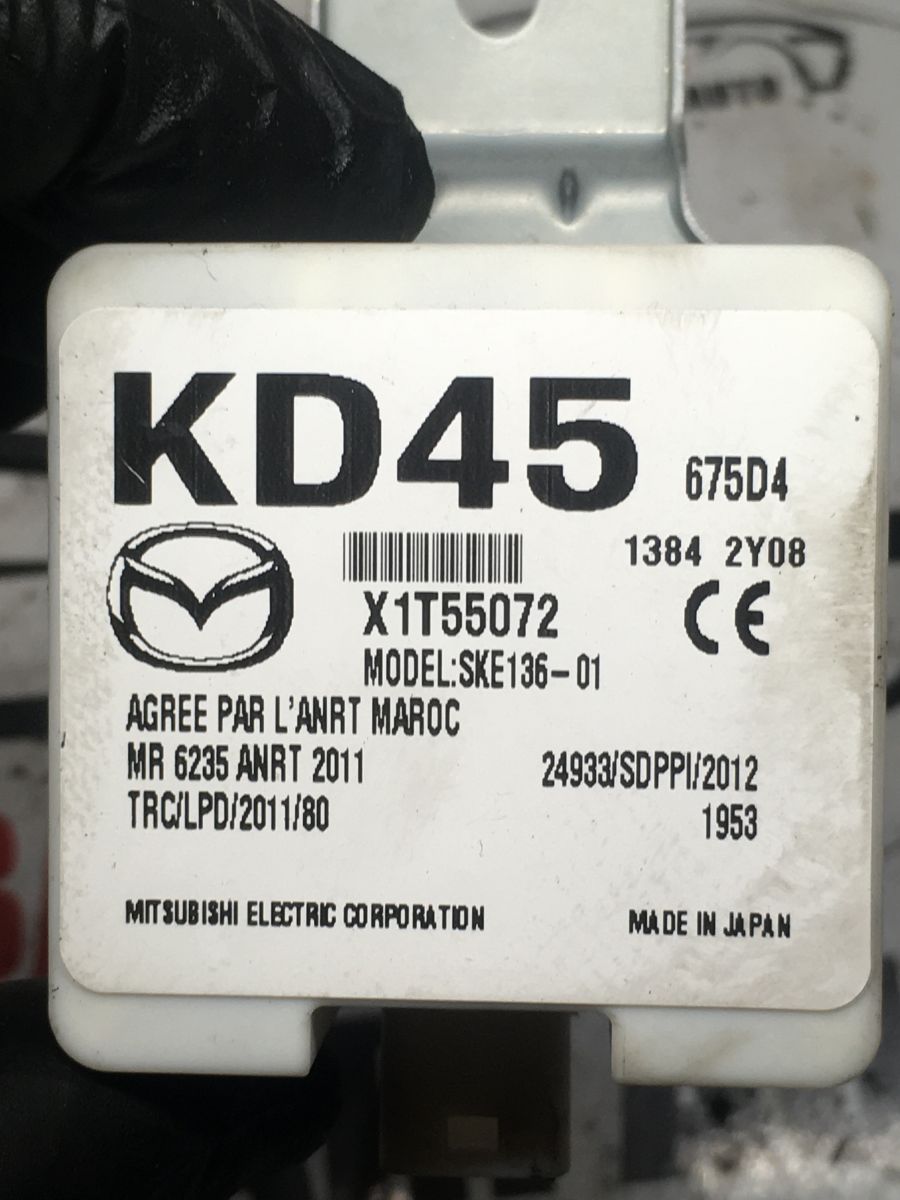 KD45
675D4
1384 2Y08
X1T55072
CE
MODEL:SKE136-01
AGREE PAR L'ANRT MAROC
MR 6235 ANRT 2011
24933/SDPPI/2012
TRC/LPD/2011/80
1953
MITSUBISHI ELECTRIC CORPORATION
MADE IN JAPAN